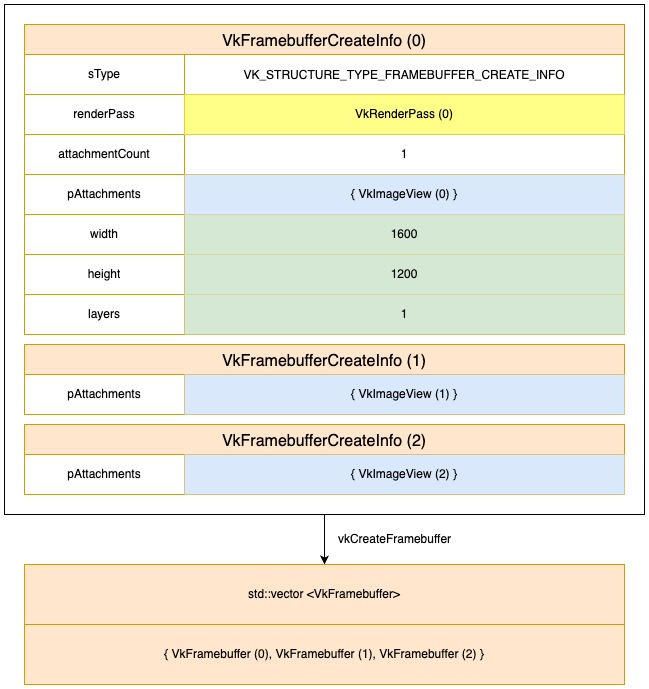 VkFramebufferCreateInfo (0)
sType VK_STRUCTURE_TYPE_FRAMEBUFFER_CREATE_INFO
renderPass VkRenderPass (0)
attachmentCount 1
pAttachments { VkImageView (0) }
width 1600
height 1200
layers 1
VkFramebufferCreateInfo (1)
pAttachments { VkImageView (1) }
VkFramebufferCreateInfo (2)
pAttachments { VkImageView (2) }
vkCreateFramebuffer
std::vector <VkFramebuffer>
{ VkFramebuffer (0), VkFramebuffer (1), VkFramebuffer (2) }